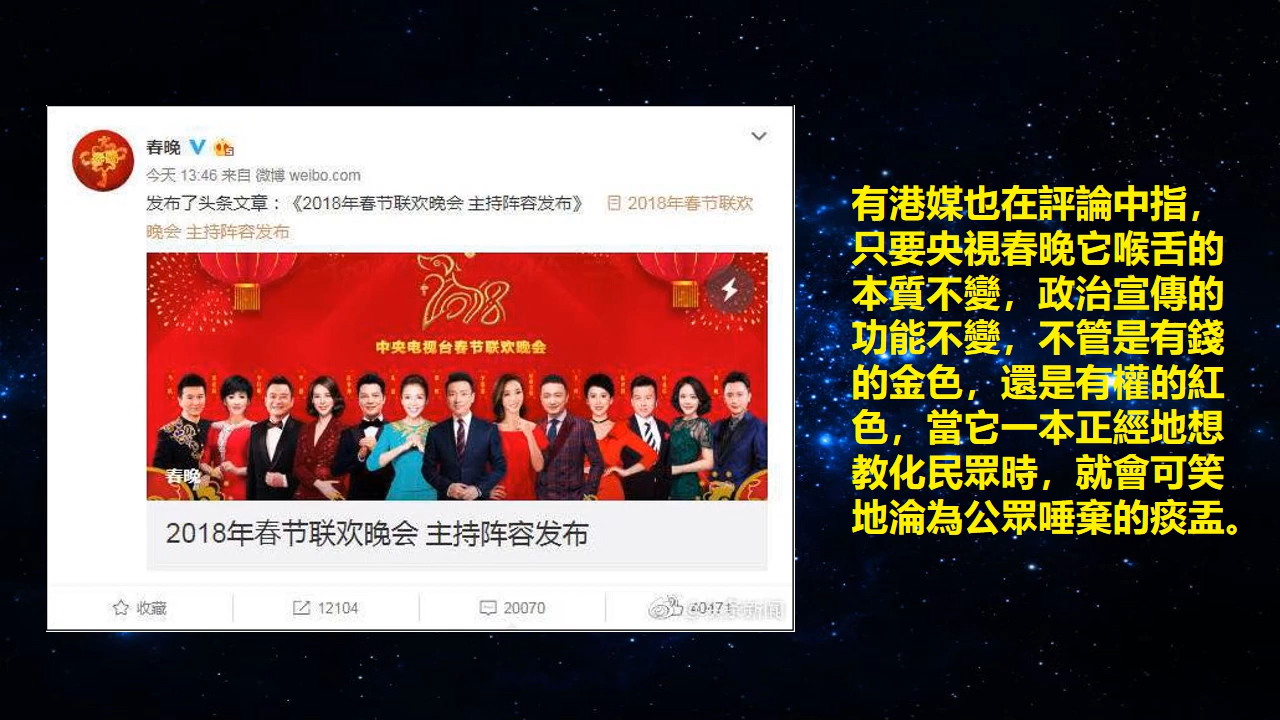 春晚
今天 13:46 来自 微博 weibo.com
发布了头条文章：《2018年春节联欢晚会 主持阵容发布》 2018年春节联欢
晚会 主持阵容发布
2018
中央电视台春节联欢晚会
春晚
2018年春节联欢晚会 主持阵容发布
收藏
12104
20070
有港媒也在評論中指，
只要央視春晚它喉舌的
本質不變，政治宣傳的
功能不變，不管是有錢
的金色，還是有權的紅
色，當它一本正經地想
教化民眾時，就會可笑
地淪為公眾唾棄的痰盂。